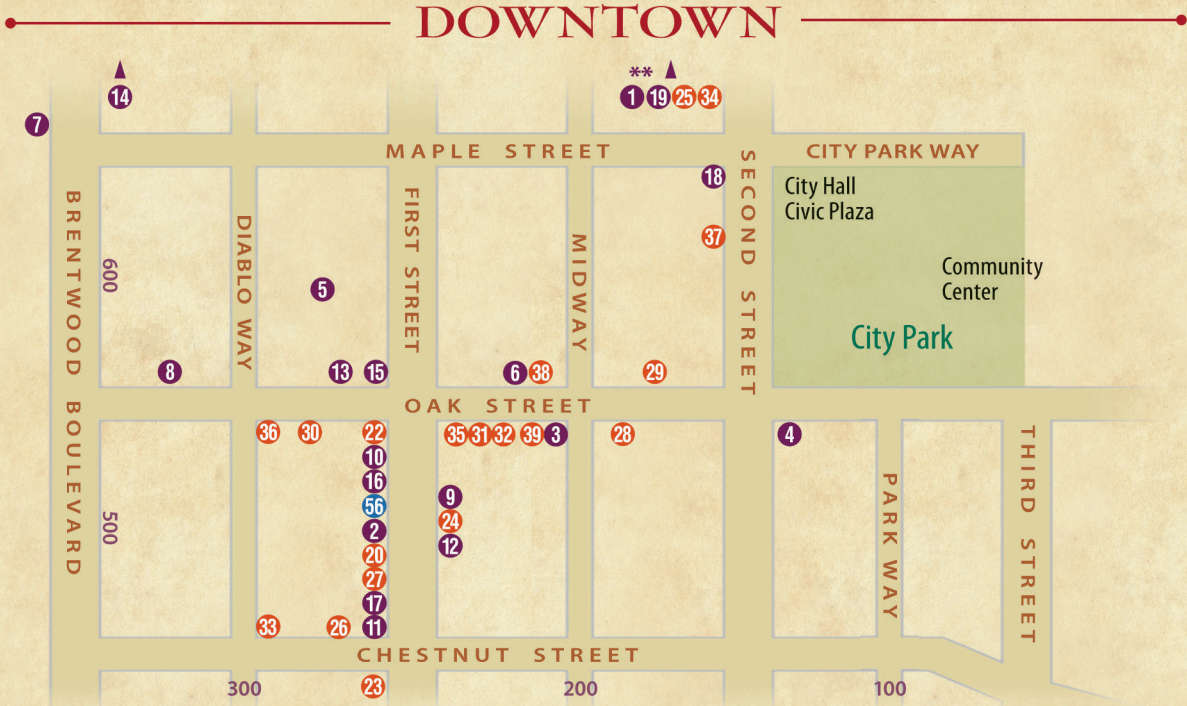 DOWNTOWN
**
14
1 19 25 34
7
MAPLE STREET
CITY PARK WAY
18
City Hall
Civic Plaza
37
BRENTWOOD BOULEVARD
DIABLO WAY
FIRST STREET
MIDWAY
SECOND STREET
600
5
Community
Center
City Park
8
13 15
6 38
29
OAK STREET
36 30 22
35 31 32 39 3
28
4
10
16
56
2
20
27
17
11
9
24
12
500
PARK WAY
THIRD STREET
33 26
CHESTNUT STREET
300
23
200
100